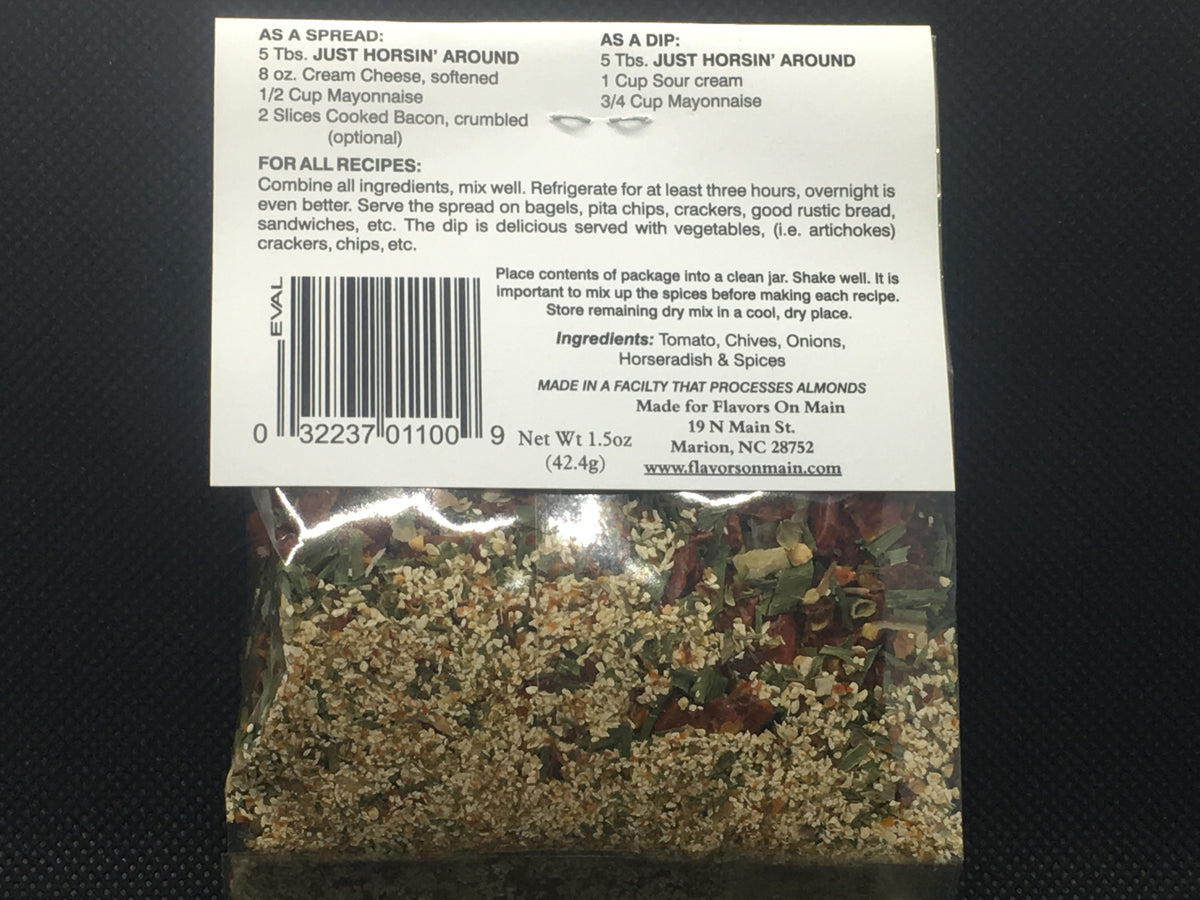 AS A SPREAD:
5 Tbs. JUST HORSIN' AROUND
8 oz. Cream Cheese, softened
1/2 Cup Mayonnaise
2 Slices Cooked Bacon, crumbled
(optional)
AS A DIP:
5 Tbs. JUST HORSIN' AROUND
1 Cup Sour cream
3/4 Cup Mayonnaise
FOR ALL RECIPES:
Combine all ingredients, mix well. Refrigerate for at least three hours, overnight is
even better. Serve the spread on bagels, pita chips, crackers, good rustic bread,
sandwiches, etc. The dip is delicious served with vegetables, (i.e. artichokes)
crackers, chips, etc.
EVAL
0 32237 01100 9
Place contents of package into a clean jar. Shake well. It is
important to mix up the spices before making each recipe.
Store remaining dry mix in a cool, dry place.
Ingredients: Tomato, Chives, Onions,
Horseradish & Spices
MADE IN A FACILTY THAT PROCESSES ALMONDS
Made for Flavors On Main
19 N Main St.
Marion, NC 28752
www.flavorsonmain.com
Net Wt 1.5oz
(42.4g)